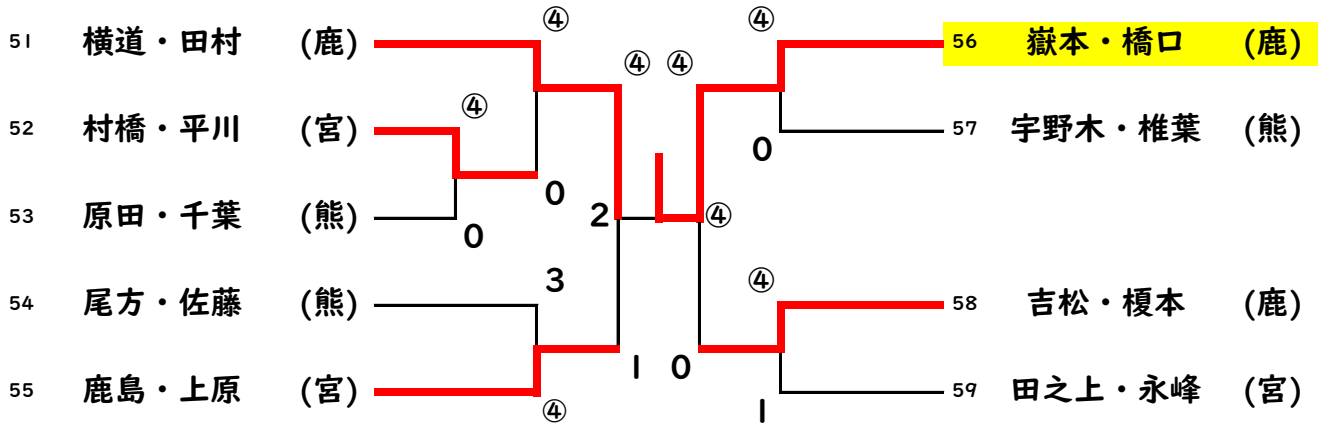 ④ ④
51 横道・田村 (鹿) 56 嶽本・橋口 (鹿)
④ ④
④
52 村橋・平川 (宮) 57 宇野木・椎葉 (熊)
0
0
53 原田・千葉 (熊) 2 ④
0
3 ④
54 尾方・佐藤 (熊) 58 吉松・榎本 (鹿)
1 0
55 鹿島・上原 (宮) 59 田之上・永峰 (宮)
④ 1